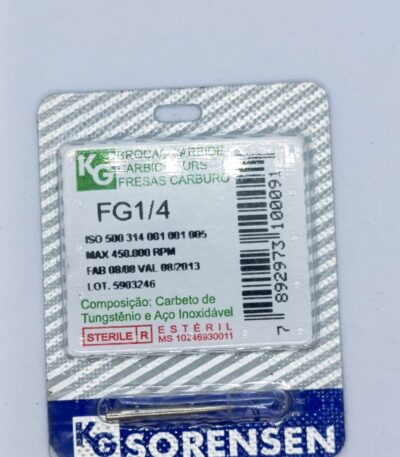 KG
BROCAS CARBIDE
CARBIDE BURS
FRESAS CARBURO
FG1/4
ISO 500 314 001 001 005
MAX 450.000 RPM
FAB 08/08 VAL 08/2013
LOT. 5903246
Composição: Carbeto de
Tungstênio e Aço Inoxidável
STERILE R ESTÉRIL
MS 10246930011
7 892973 100091
KG SORENSEN